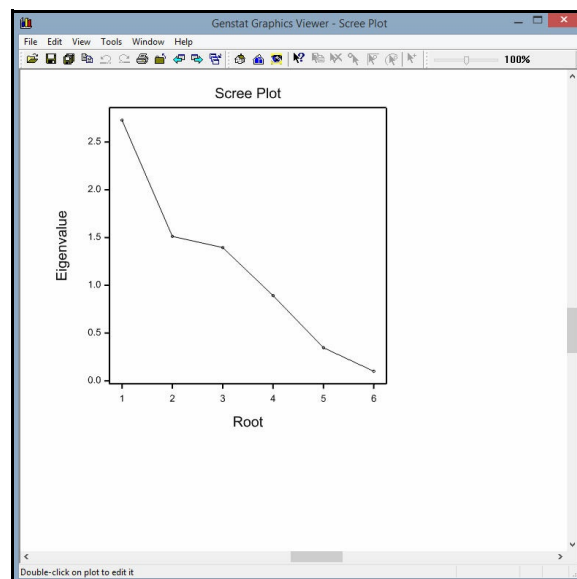 Genstat Graphics Viewer - Scree Plot
File Edit View Tools Window Help
100%
Scree Plot
2.5
2.0
1.5
1.0
0.5
0.0
Eigenvalue
1 2 3 4 5 6
Root
Double-click on plot to edit it